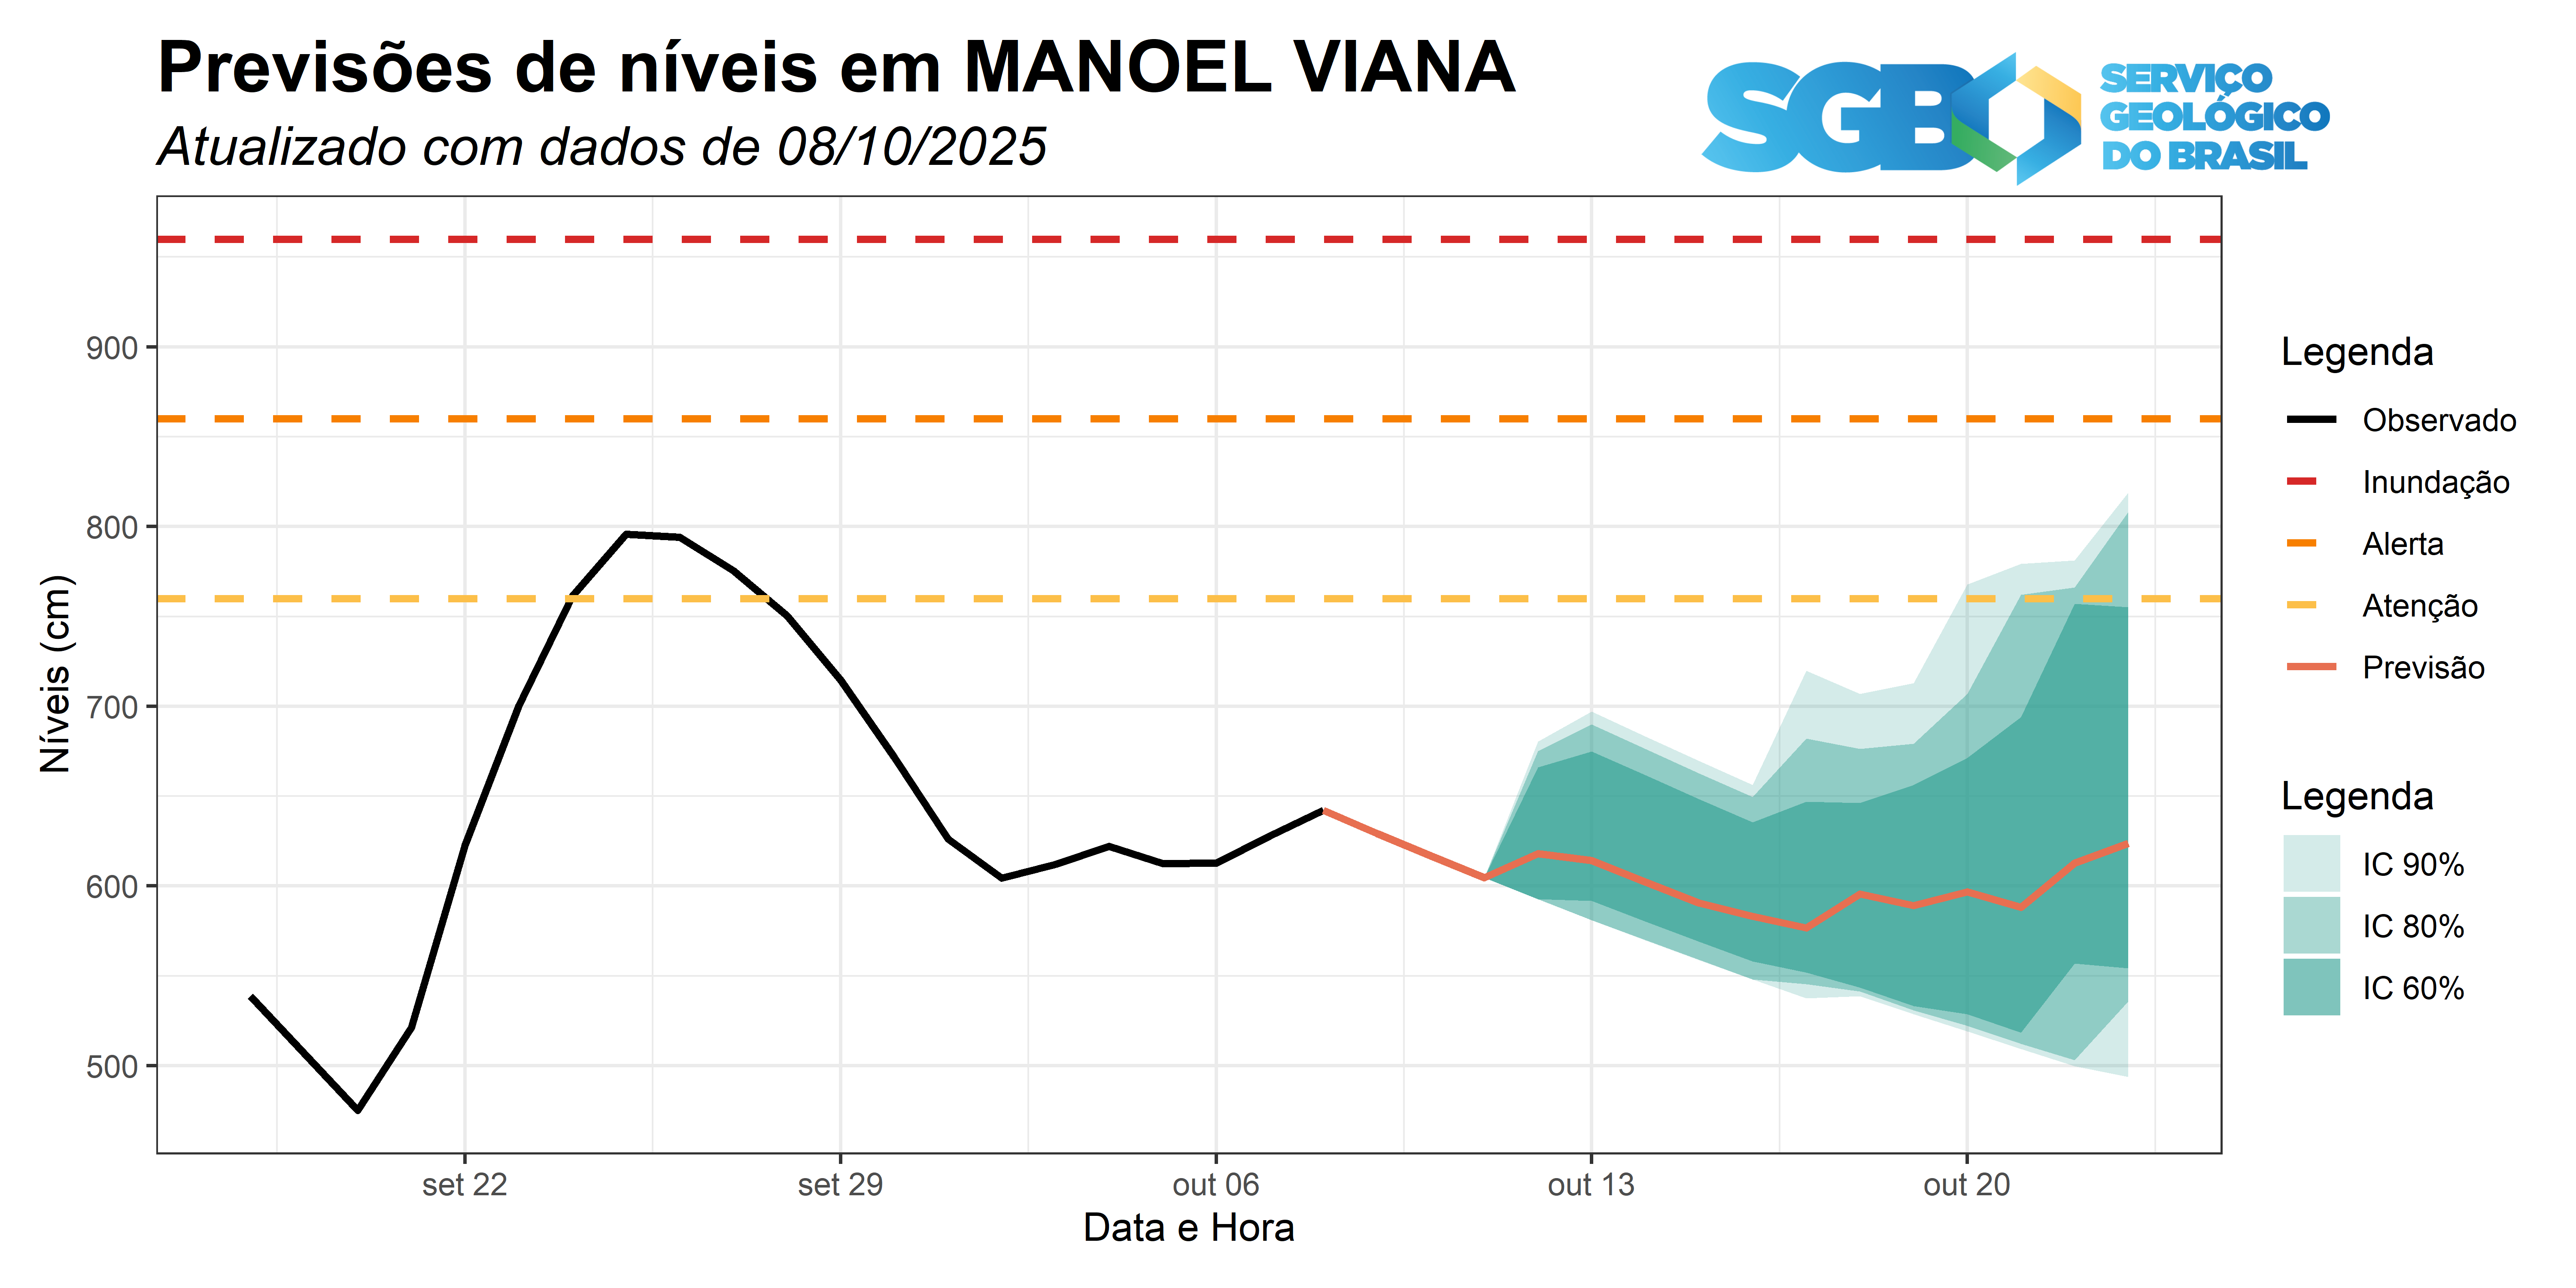 Previsões de níveis em MANOEL VIANA
Atualizado com dados de 08/10/2025
SGB
SERVIÇO
GEOLÓGICO
DO BRASIL
Níveis (cm)
900
800
700
600
500
set 22
set 29
out 06
out 13
out 20
Data e Hora
Legenda
Observado
Inundação
Alerta
Atenção
Previsão
Legenda
IC 90%
IC 80%
IC 60%